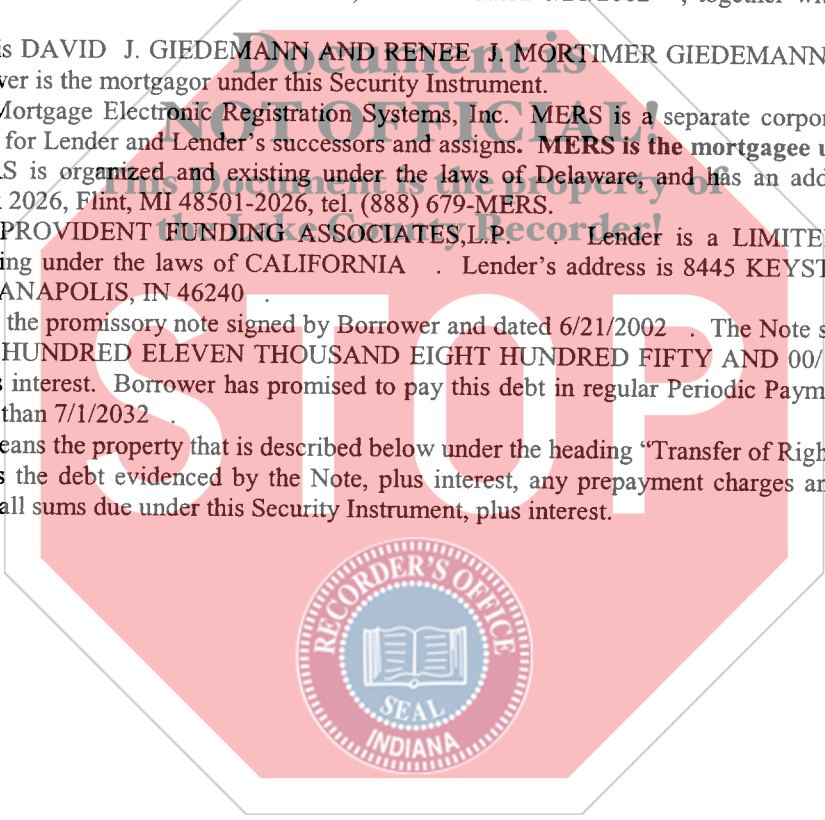 , together
is DAVID J. GIEDEMANN AND RENEE J. MORTIMER GIEDEMANN
ver is the mortgagor under this Security Instrument.
Mortgage Electronic Registration Systems, Inc. MERS is a separate corpor
for Lender and Lender's successors and assigns. MERS is the mortgagee u
RS is organized and existing under the laws of Delaware, and has an add
2026, Flint, MI 48501-2026, tel. (888) 679-MERS.
PROVIDENT FUNDING ASSOCIATES,L.P. . Lender is a LIMITE
ing under the laws of CALIFORNIA . Lender's address is 8445 KEYST
ANAPOLIS, IN 46240 .
the promissory note signed by Borrower and dated 6/21/2002 . The Note s
HUNDRED ELEVEN THOUSAND EIGHT HUNDRED FIFTY AND 00/
s interest. Borrower has promised to pay this debt in regular Periodic Paym
than 7/1/2032 .
eans the property that is described below under the heading “Transfer of Righ
s the debt evidenced by the Note, plus interest, any prepayment charges an
all sums due under this Security Instrument, plus interest.
Document is
NOT OFFICIAL!
This Document is the property of
the Lake County Recorder!
STOP
RECORDER'S OFFICE
SEAL
INDIANA